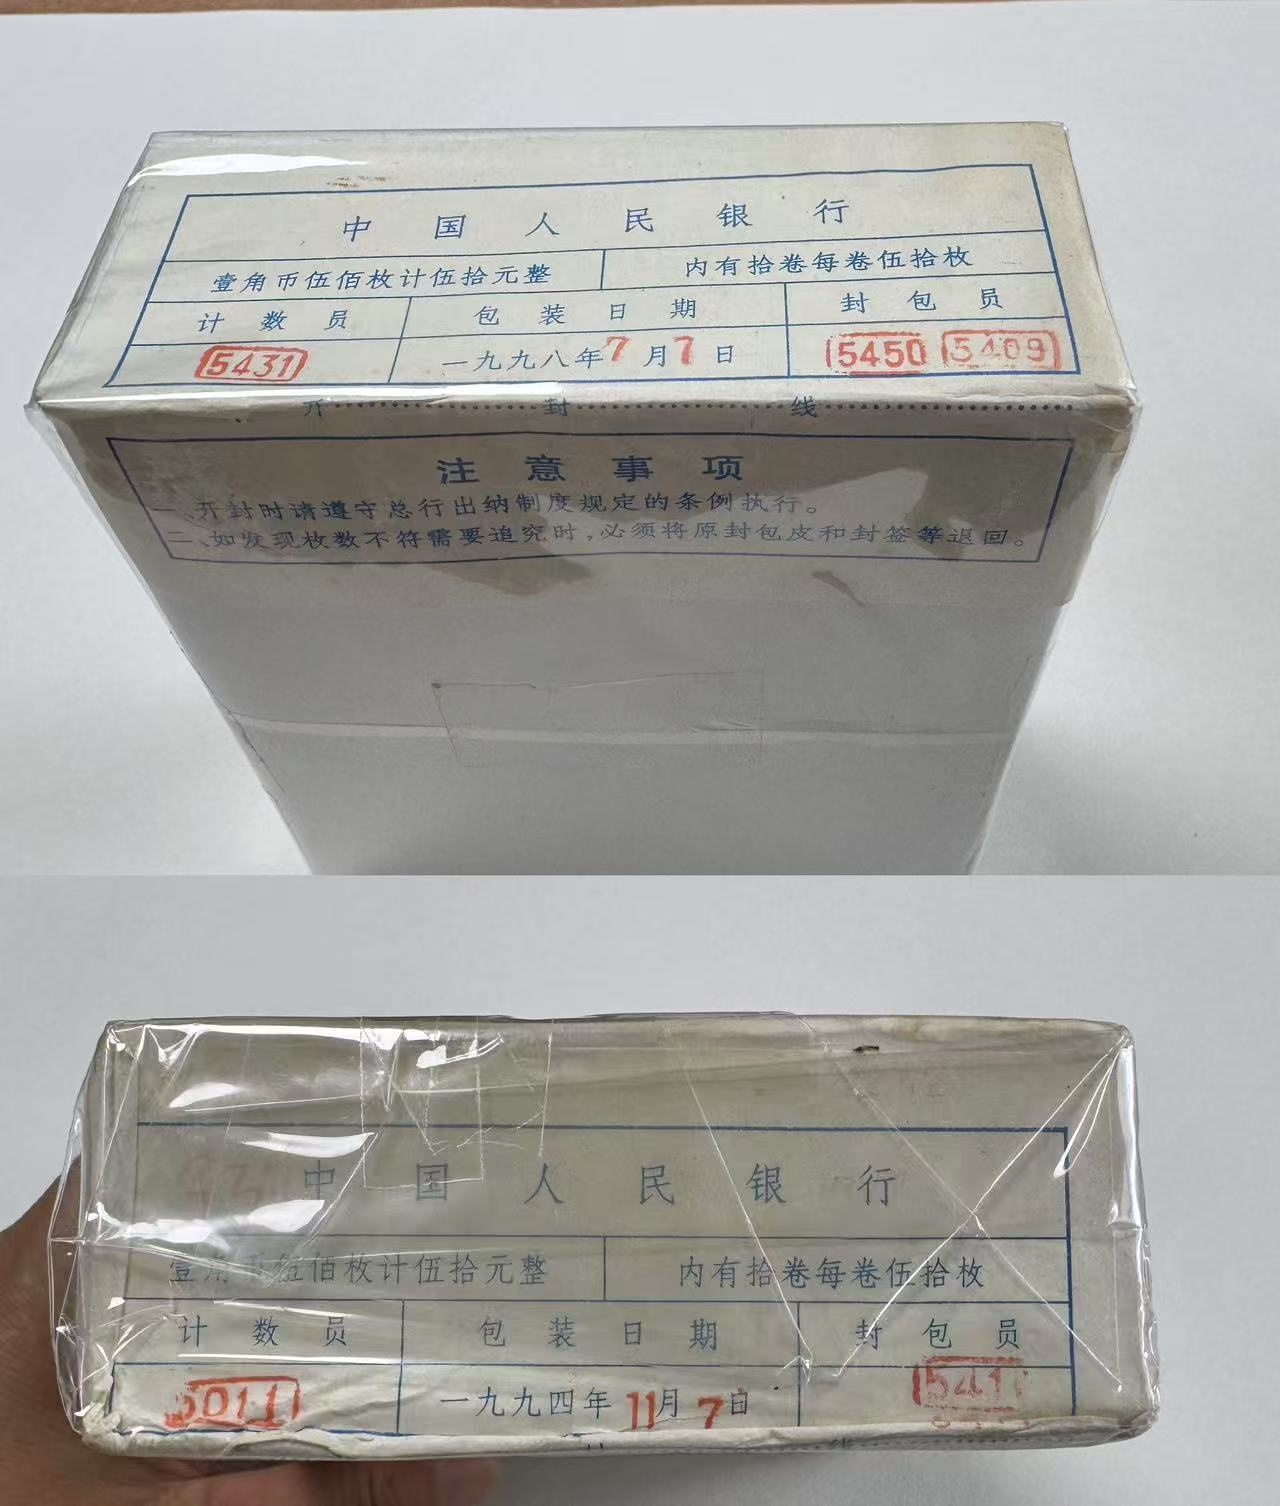 中国人民银行
壹角币伍佰枚计伍拾元整 内有拾卷每卷伍拾枚
计数员 包装日期 封包员
5431 一九九八年7月7日 5450 5409
开封线
注意事项
一、开封时请遵守总行出纳制度规定的条例执行。
二、如发现枚数不符需要追究时,必须将原封包皮和封签等退回。
中国人民银行
壹角币伍佰枚计伍拾元整 内有拾卷每卷伍拾枚
计数员 包装日期 封包员
5011 一九九四年11月7日 541
线